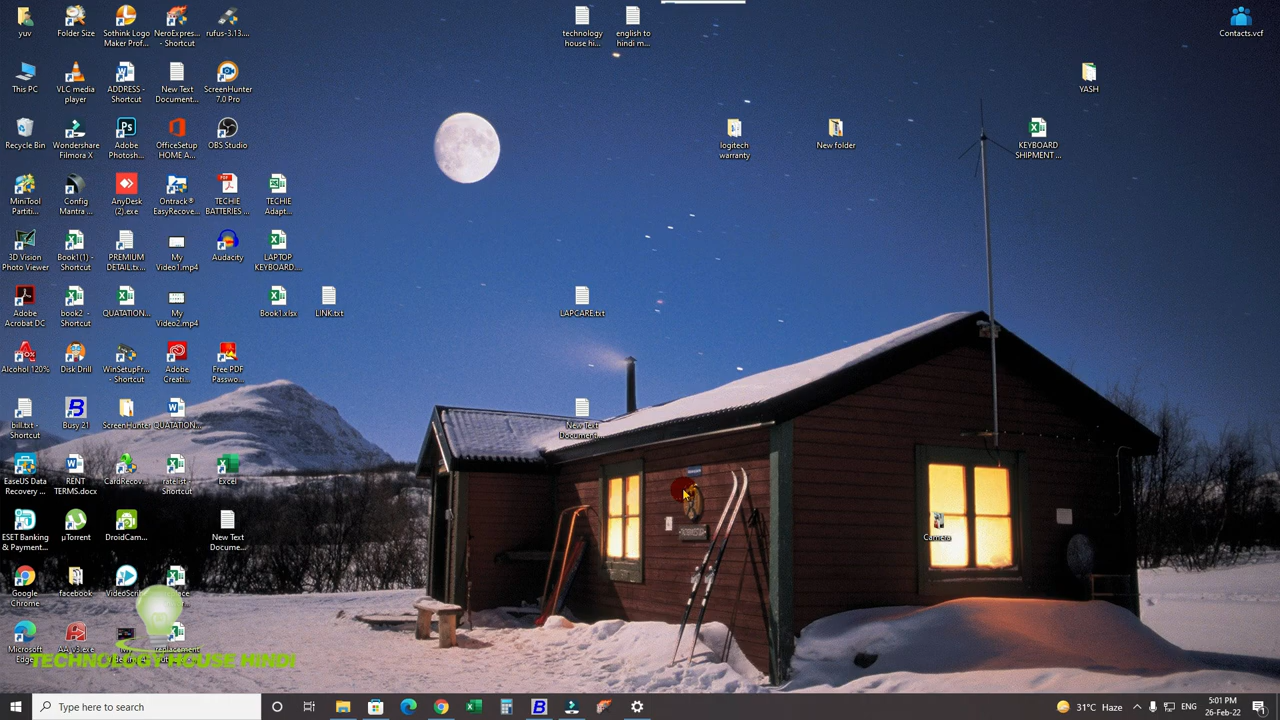 yuv
Folder Size
Sothink Logo
Maker Prof...
NeroExpres...
- Shortcut
rufus-3.13....
technology
house hi...
english to
hindi m...
Contacts.vcf
This PC
VLC media
player
ADDRESS -
Shortcut
New Text
Document...
ScreenHunter
7.0 Pro
YASH
Recycle Bin
Wondershare
Filmora X
Adobe
Photosh...
OfficeSetup
HOME A...
OBS Studio
logitech
warranty
New folder
KEYBOARD
SHIPMENT ...
MiniTool
Partiti...
Config
Mantra ...
AnyDesk
(2).exe
Ontrack®
EasyRecove...
TECHIE
BATTERIES ...
TECHIE
Adapt...
3D Vision
Photo Viewer
Book1(1) -
Shortcut
PREMIUM
DETAIL.tx...
My
Video1.mp4
Audacity
LAPTOP
KEYBOARD....
Adobe
Acrobat DC
book2 -
Shortcut
QUATATION...
My
Video2.mp4
Book1.xlsx
LINK.txt
LAPCARE.txt
Alcohol 120%
Disk Drill
WinSetupFr...
- Shortcut
Adobe
Creati...
Free PDF
Passwo...
bill.txt -
Shortcut
Busy 21
ScreenHunter
QUATATION...
New Text
Document...
EaseUS Data
Recovery ...
RENT
TERMS.docx
CardRecov...
ratelist -
Shortcut
Excel
ESET Banking
& Payment...
µTorrent
DroidCam...
New Text
Docume...
Camera
Google
Chrome
facebook
VideoScri...
Microsoft
Edge
AA_v3.exe
TECHNOLOGY HOUSE HINDI
Type here to search
31°C Haze
ENG
5:01 PM
26-Feb-22